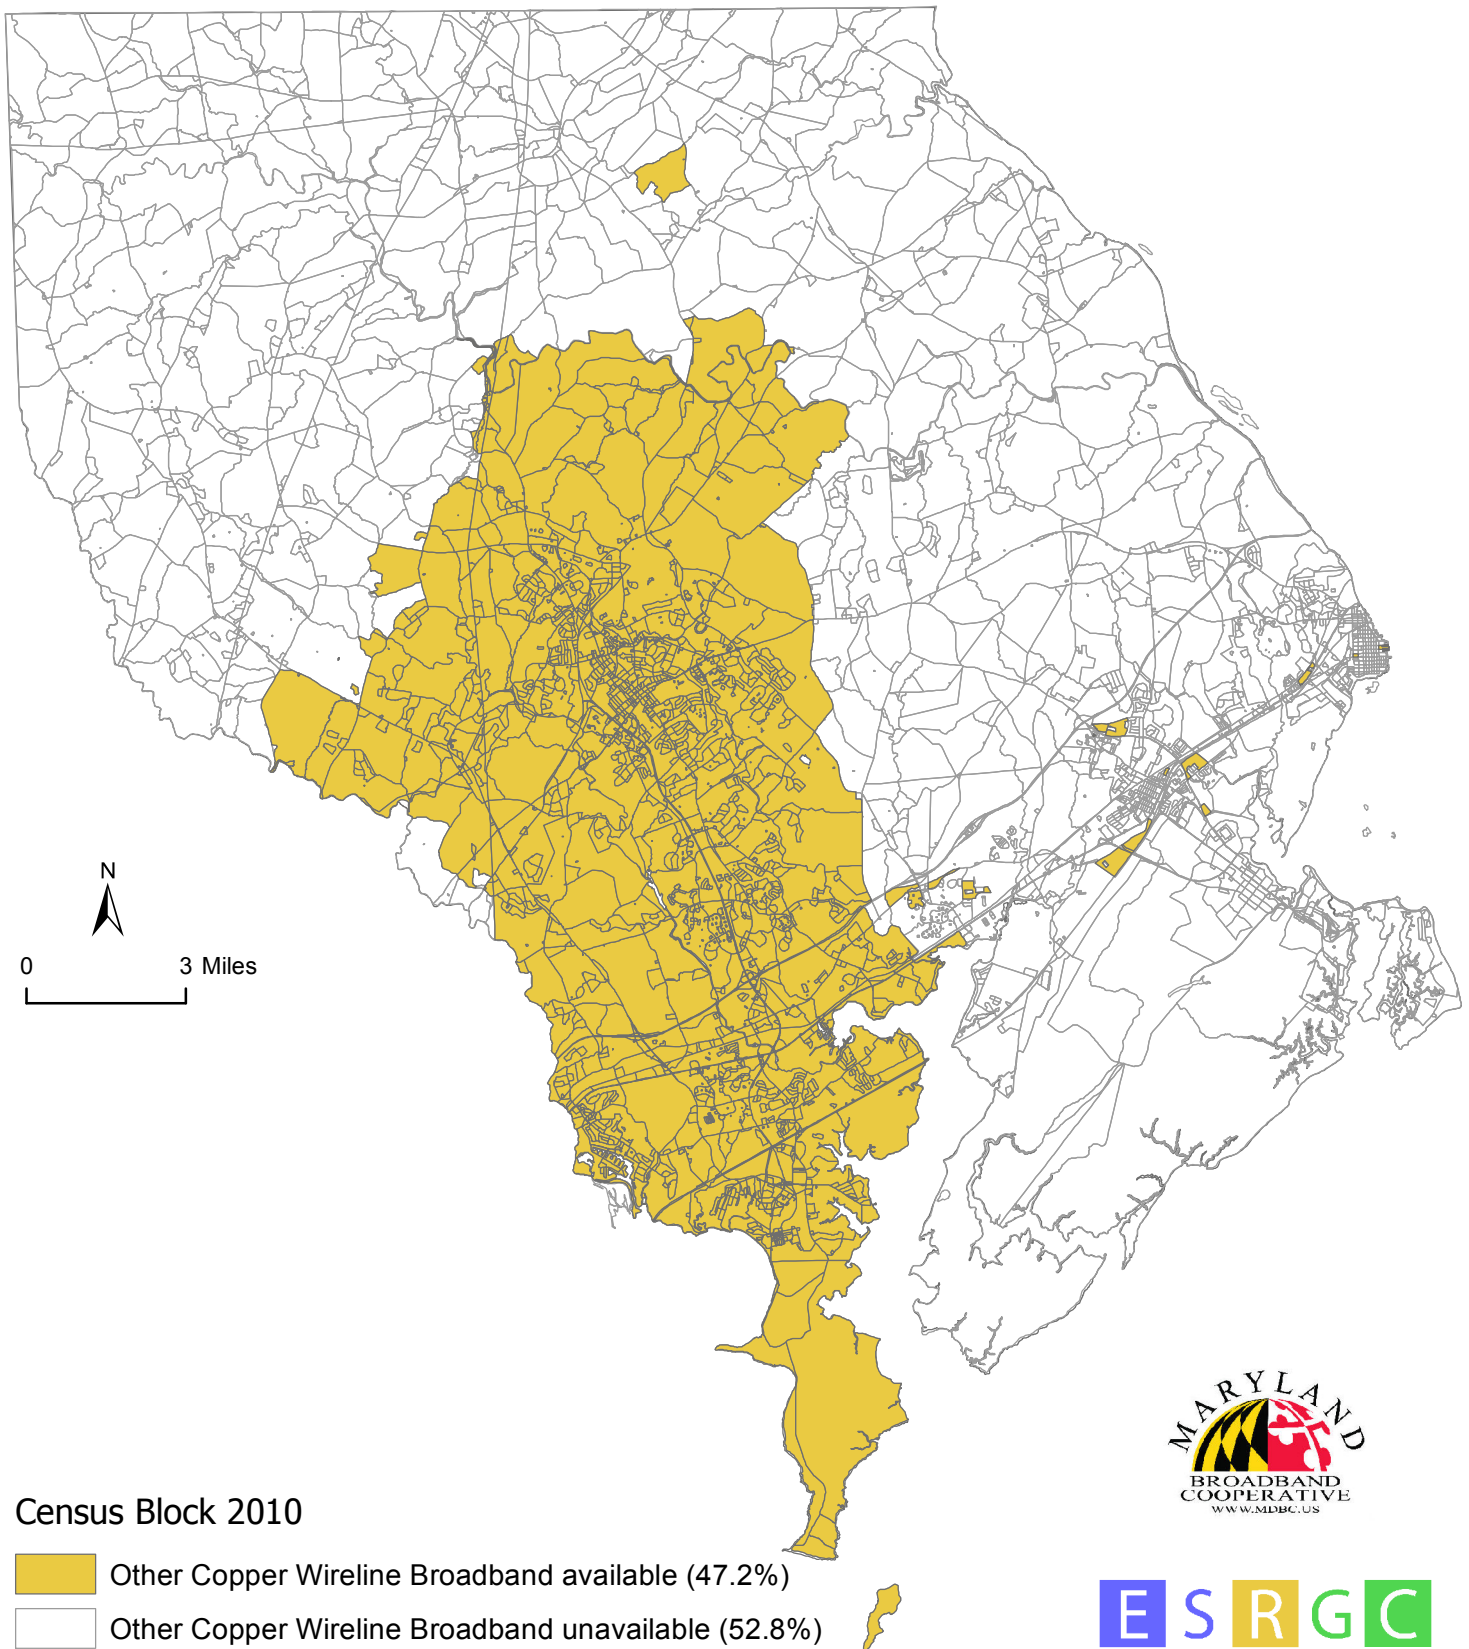 N
0 3 Miles
MARYLAND
BROADBAND
COOPERATIVE
WWW.MDBC.US
Census Block 2010
Other Copper Wireline Broadband available (47.2%)
Other Copper Wireline Broadband unavailable (52.8%)
ESRGC